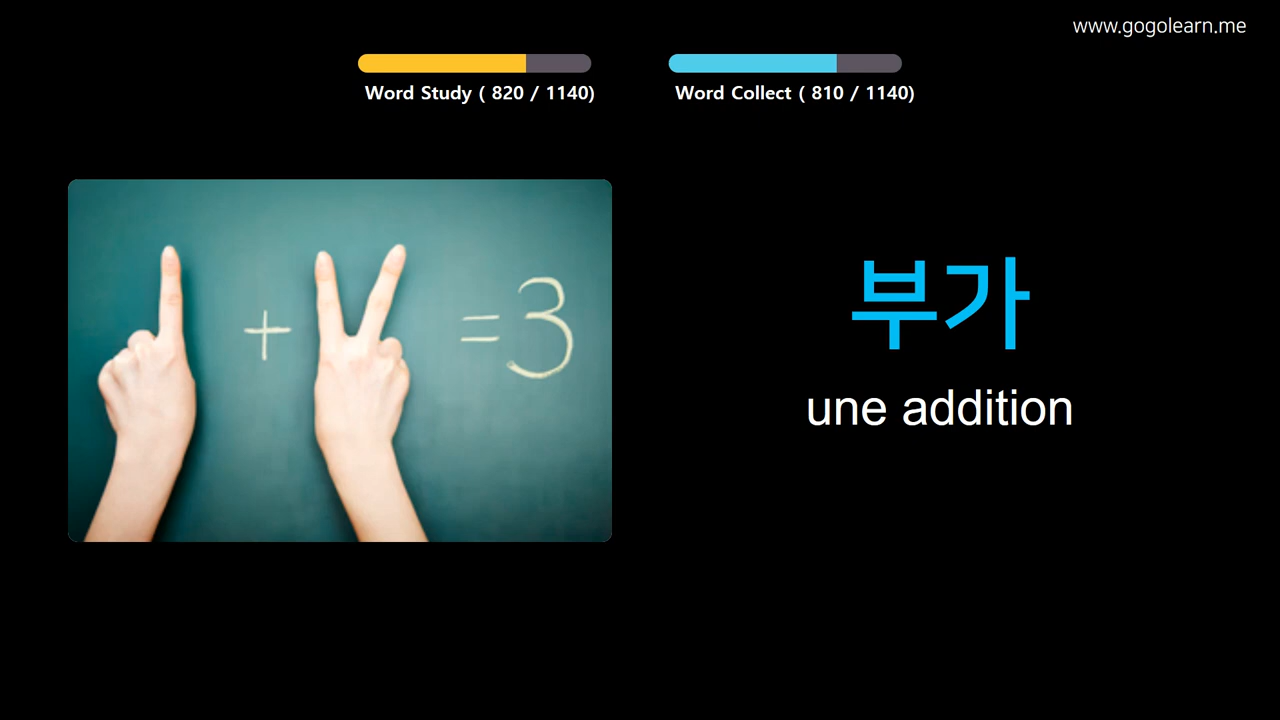 www.gogolearn.me
Word Study ( 820 / 1140)
Word Collect ( 810 / 1140)
+ = 3
부가
une addition